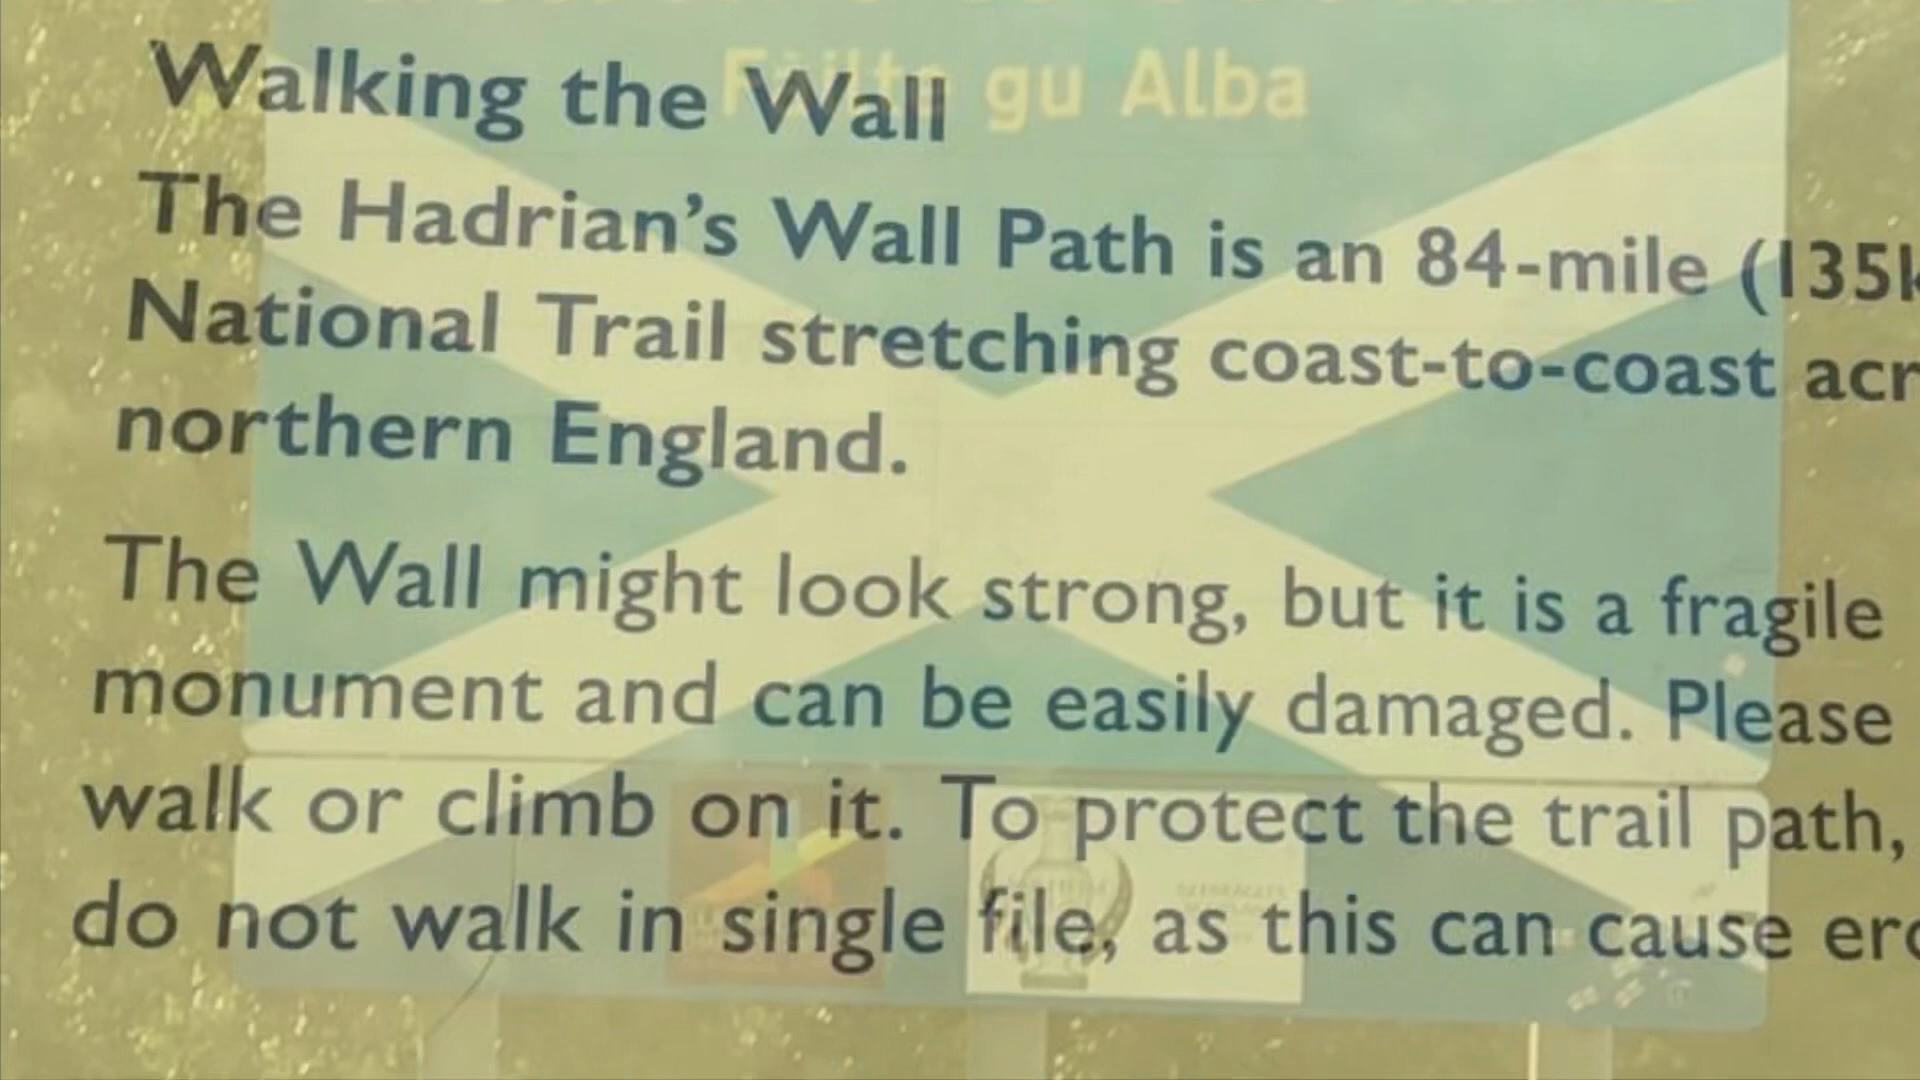 Fàilte gu Alba
Walking the Wall
The Hadrian's Wall Path is an 84-mile (135k
National Trail stretching coast-to-coast acr
northern England.
The Wall might look strong, but it is a fragile
monument and can be easily damaged. Please
walk or climb on it. To protect the trail path,
do not walk in single file, as this can cause ero